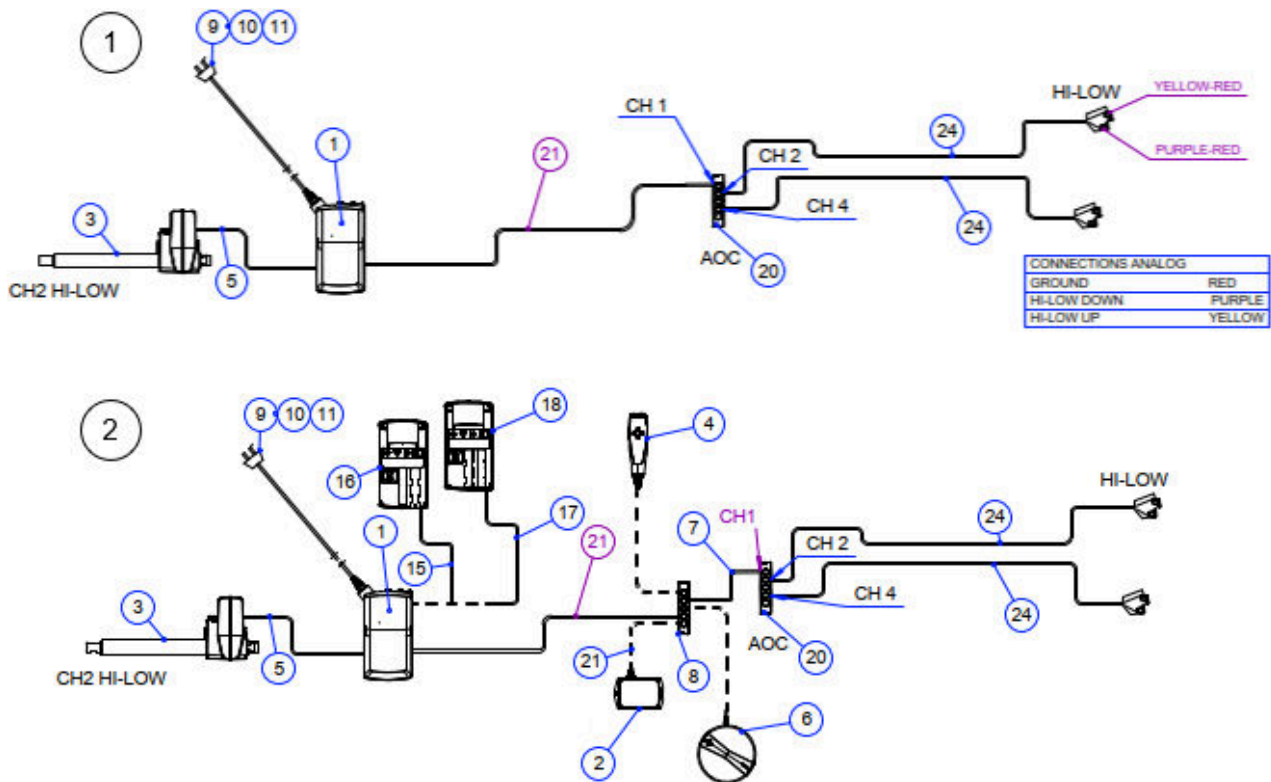 1
9 10 11
1
21
3
5
CH2 HI-LOW
CH 1
CH 2
CH 4
AOC
20
24
24
HI-LOW
YELLOW-RED
PURPLE-RED
CONNECTIONS ANALOG
GROUND RED
HI-LOW DOWN PURPLE
HI-LOW UP YELLOW
2
9 10 11
16
18
4
1
15
17
21
7
CH1
CH 2
CH 4
24
24
HI-LOW
3
5
CH2 HI-LOW
21
8
AOC
20
2
6